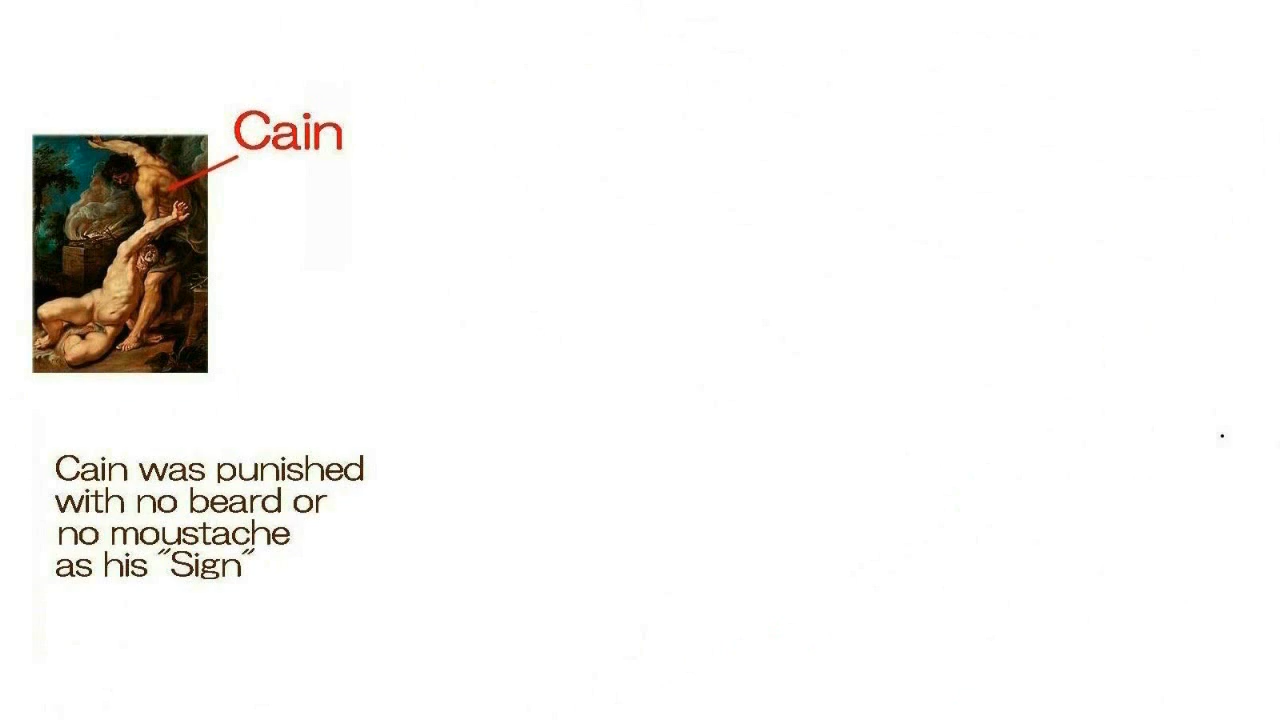 Cain
Cain was punished
with no beard or
no moustache
as his "Sign"